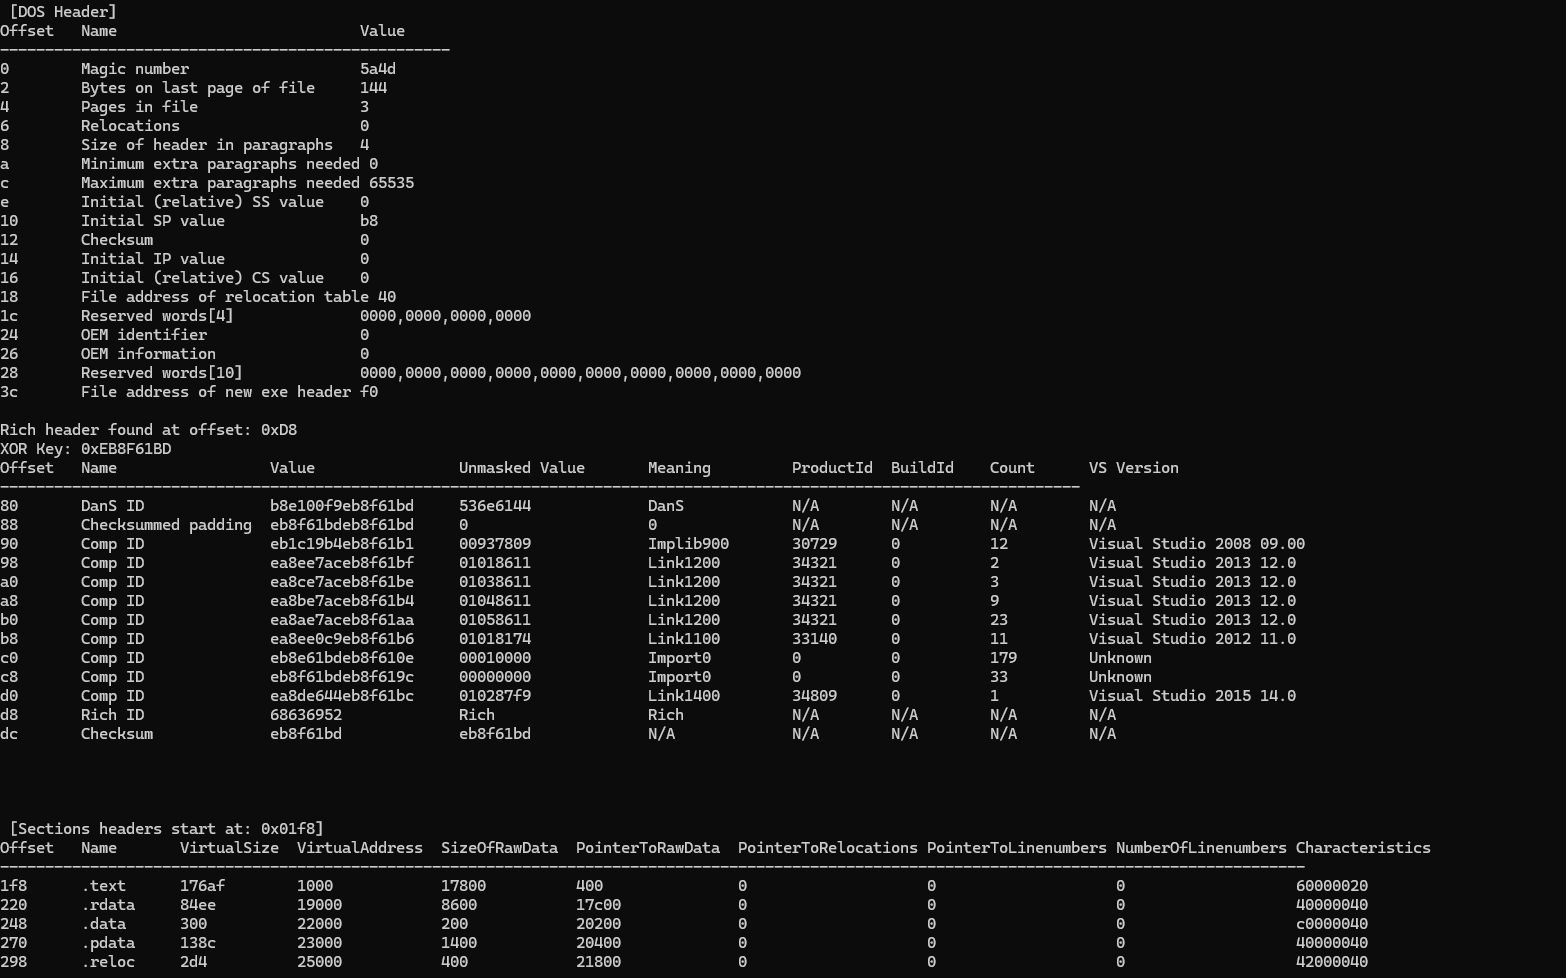 [DOS Header]
Offset Name Value
--------------------------------------------------
0 Magic number 5a4d
2 Bytes on last page of file 144
4 Pages in file 3
6 Relocations 0
8 Size of header in paragraphs 4
a Minimum extra paragraphs needed 0
c Maximum extra paragraphs needed 65535
e Initial (relative) SS value 0
10 Initial SP value b8
12 Checksum 0
14 Initial IP value 0
16 Initial (relative) CS value 0
18 File address of relocation table 40
1c Reserved words[4] 0000,0000,0000,0000
24 OEM identifier 0
26 OEM information 0
28 Reserved words[10] 0000,0000,0000,0000,0000,0000,0000,0000,0000,0000
3c File address of new exe header f0
Rich header found at offset: 0xD8
XOR Key: 0xEB8F61BD
Offset Name Value Unmasked Value Meaning ProductId BuildId Count VS Version
------------------------------------------------------------------------------------------------------------------------
80 DanS ID b8e100f9eb8f61bd 536e6144 DanS N/A N/A N/A N/A
88 Checksummed padding eb8f61bdeb8f61bd 0 0 N/A N/A N/A N/A
90 Comp ID eb1c19b4eb8f61b1 00937809 Implib900 30729 0 12 Visual Studio 2008 09.00
98 Comp ID ea8ee7aceb8f61bf 01018611 Link1200 34321 0 2 Visual Studio 2013 12.0
a0 Comp ID ea8ce7aceb8f61be 01038611 Link1200 34321 0 3 Visual Studio 2013 12.0
a8 Comp ID ea8be7aceb8f61b4 01048611 Link1200 34321 0 9 Visual Studio 2013 12.0
b0 Comp ID ea8ae7aceb8f61aa 01058611 Link1200 34321 0 23 Visual Studio 2013 12.0
b8 Comp ID ea8ee0c9eb8f61b6 01018174 Link1100 33140 0 11 Visual Studio 2012 11.0
c0 Comp ID eb8e61bdeb8f610e 00010000 Import0 0 0 179 Unknown
c8 Comp ID eb8f61bdeb8f619c 00000000 Import0 0 0 33 Unknown
d0 Comp ID ea8de644eb8f61bc 010287f9 Link1400 34809 0 1 Visual Studio 2015 14.0
d8 Rich ID 68636952 Rich Rich N/A N/A N/A N/A
dc Checksum eb8f61bd eb8f61bd N/A N/A N/A N/A N/A
[Sections headers start at: 0x01f8]
Offset Name VirtualSize VirtualAddress SizeOfRawData PointerToRawData PointerToRelocations PointerToLinenumbers NumberOfLinenumbers Characteristics
-------------------------------------------------------------------------------------------------------------------------------------------------
1f8 .text 176af 1000 17800 400 0 0 0 60000020
220 .rdata 84ee 19000 8600 17c00 0 0 0 40000040
248 .data 300 22000 200 20200 0 0 0 c0000040
270 .pdata 138c 23000 1400 20400 0 0 0 40000040
298 .reloc 2d4 25000 400 21800 0 0 0 42000040